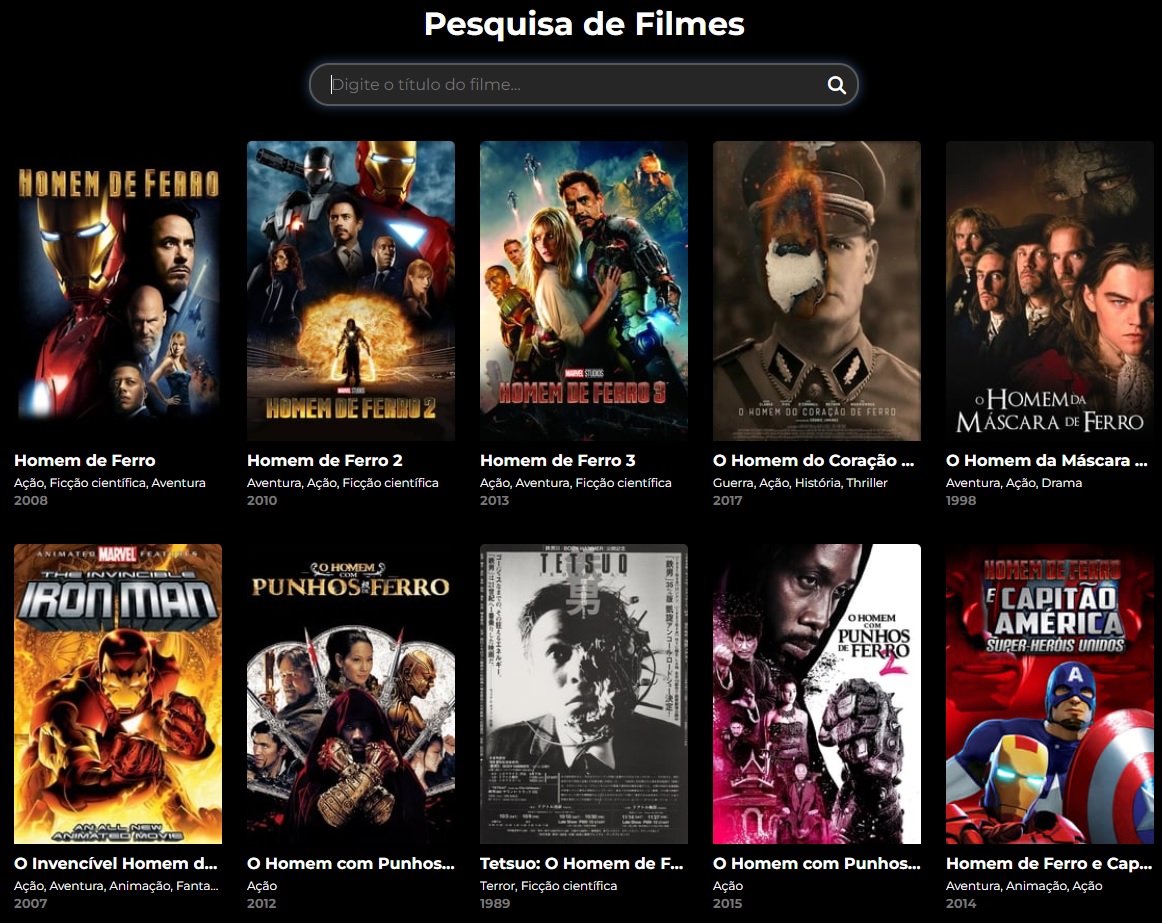 Pesquisa de Filmes
Digite o título do filme...
HOMEM DE FERRO
MARVEL STUDIOS
HOMEM DE FERRO 2
MARVEL STUDIOS
HOMEM DE FERRO 3
O HOMEM DO CORAÇÃO DE FERRO
O HOMEM DA
MÁSCARA DE FERRO
Homem de Ferro
Ação, Ficção científica, Aventura
2008
Homem de Ferro 2
Aventura, Ação, Ficção científica
2010
Homem de Ferro 3
Ação, Aventura, Ficção científica
2013
O Homem do Coração ...
Guerra, Ação, História, Thriller
2017
O Homem da Máscara ...
Aventura, Ação, Drama
1998
ANIMATED MARVEL FEATURES
THE INVINCIBLE
IRON MAN
AN ALL NEW
ANIMATED MOVIE
O HOMEM
COM
PUNHOS DE FERRO
TETSUO
鉄男
O HOMEM
COM
PUNHOS
DE FERRO
2
HOMEM DE FERRO
E CAPITÃO
AMÉRICA
SUPER-HERÓIS UNIDOS
A
O Invencível Homem d...
Ação, Aventura, Animação, Fanta...
2007
O Homem com Punhos...
Ação
2012
Tetsuo: O Homem de F...
Terror, Ficção científica
1989
O Homem com Punhos...
Ação
2015
Homem de Ferro e Cap...
Aventura, Animação, Ação
2014